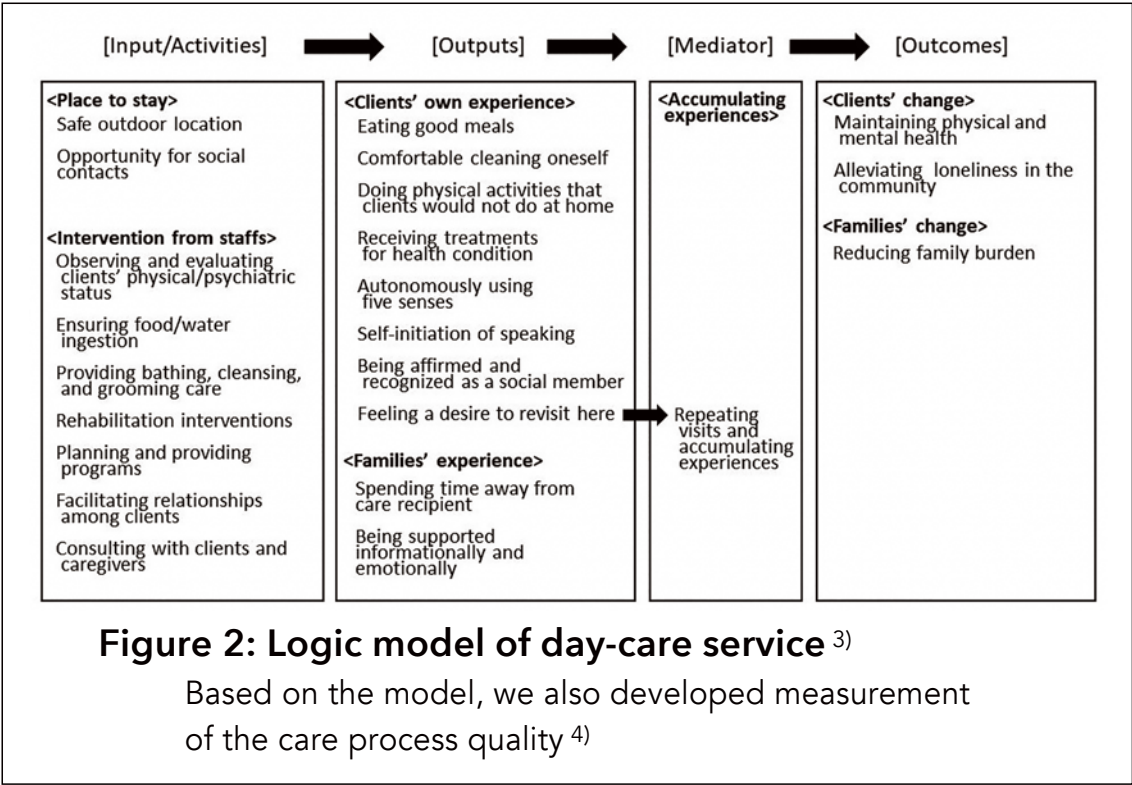 [Input/Activities]
[Outputs]
[Mediator]
[Outcomes]
<Place to stay>
Safe outdoor location
Opportunity for social
contacts
<Intervention from staffs>
Observing and evaluating
clients' physical/psychiatric
status
Ensuring food/water
ingestion
Providing bathing, cleansing,
and grooming care
Rehabilitation interventions
Planning and providing
programs
Facilitating relationships
among clients
Consulting with clients and
caregivers
<Clients' own experience>
Eating good meals
Comfortable cleaning oneself
Doing physical activities that
clients would not do at home
Receiving treatments
for health condition
Autonomously using
five senses
Self-initiation of speaking
Being affirmed and
recognized as a social member
Feeling a desire to revisit here
<Families' experience>
Spending time away from
care recipient
Being supported
informationally and
emotionally
<Accumulating
experiences>
Repeating
visits and
accumulating
experiences
<Clients' change>
Maintaining physical and
mental health
Alleviating loneliness in the
community
<Families' change>
Reducing family burden
Figure 2: Logic model of day-care service 3)
Based on the model, we also developed measurement
of the care process quality 4)